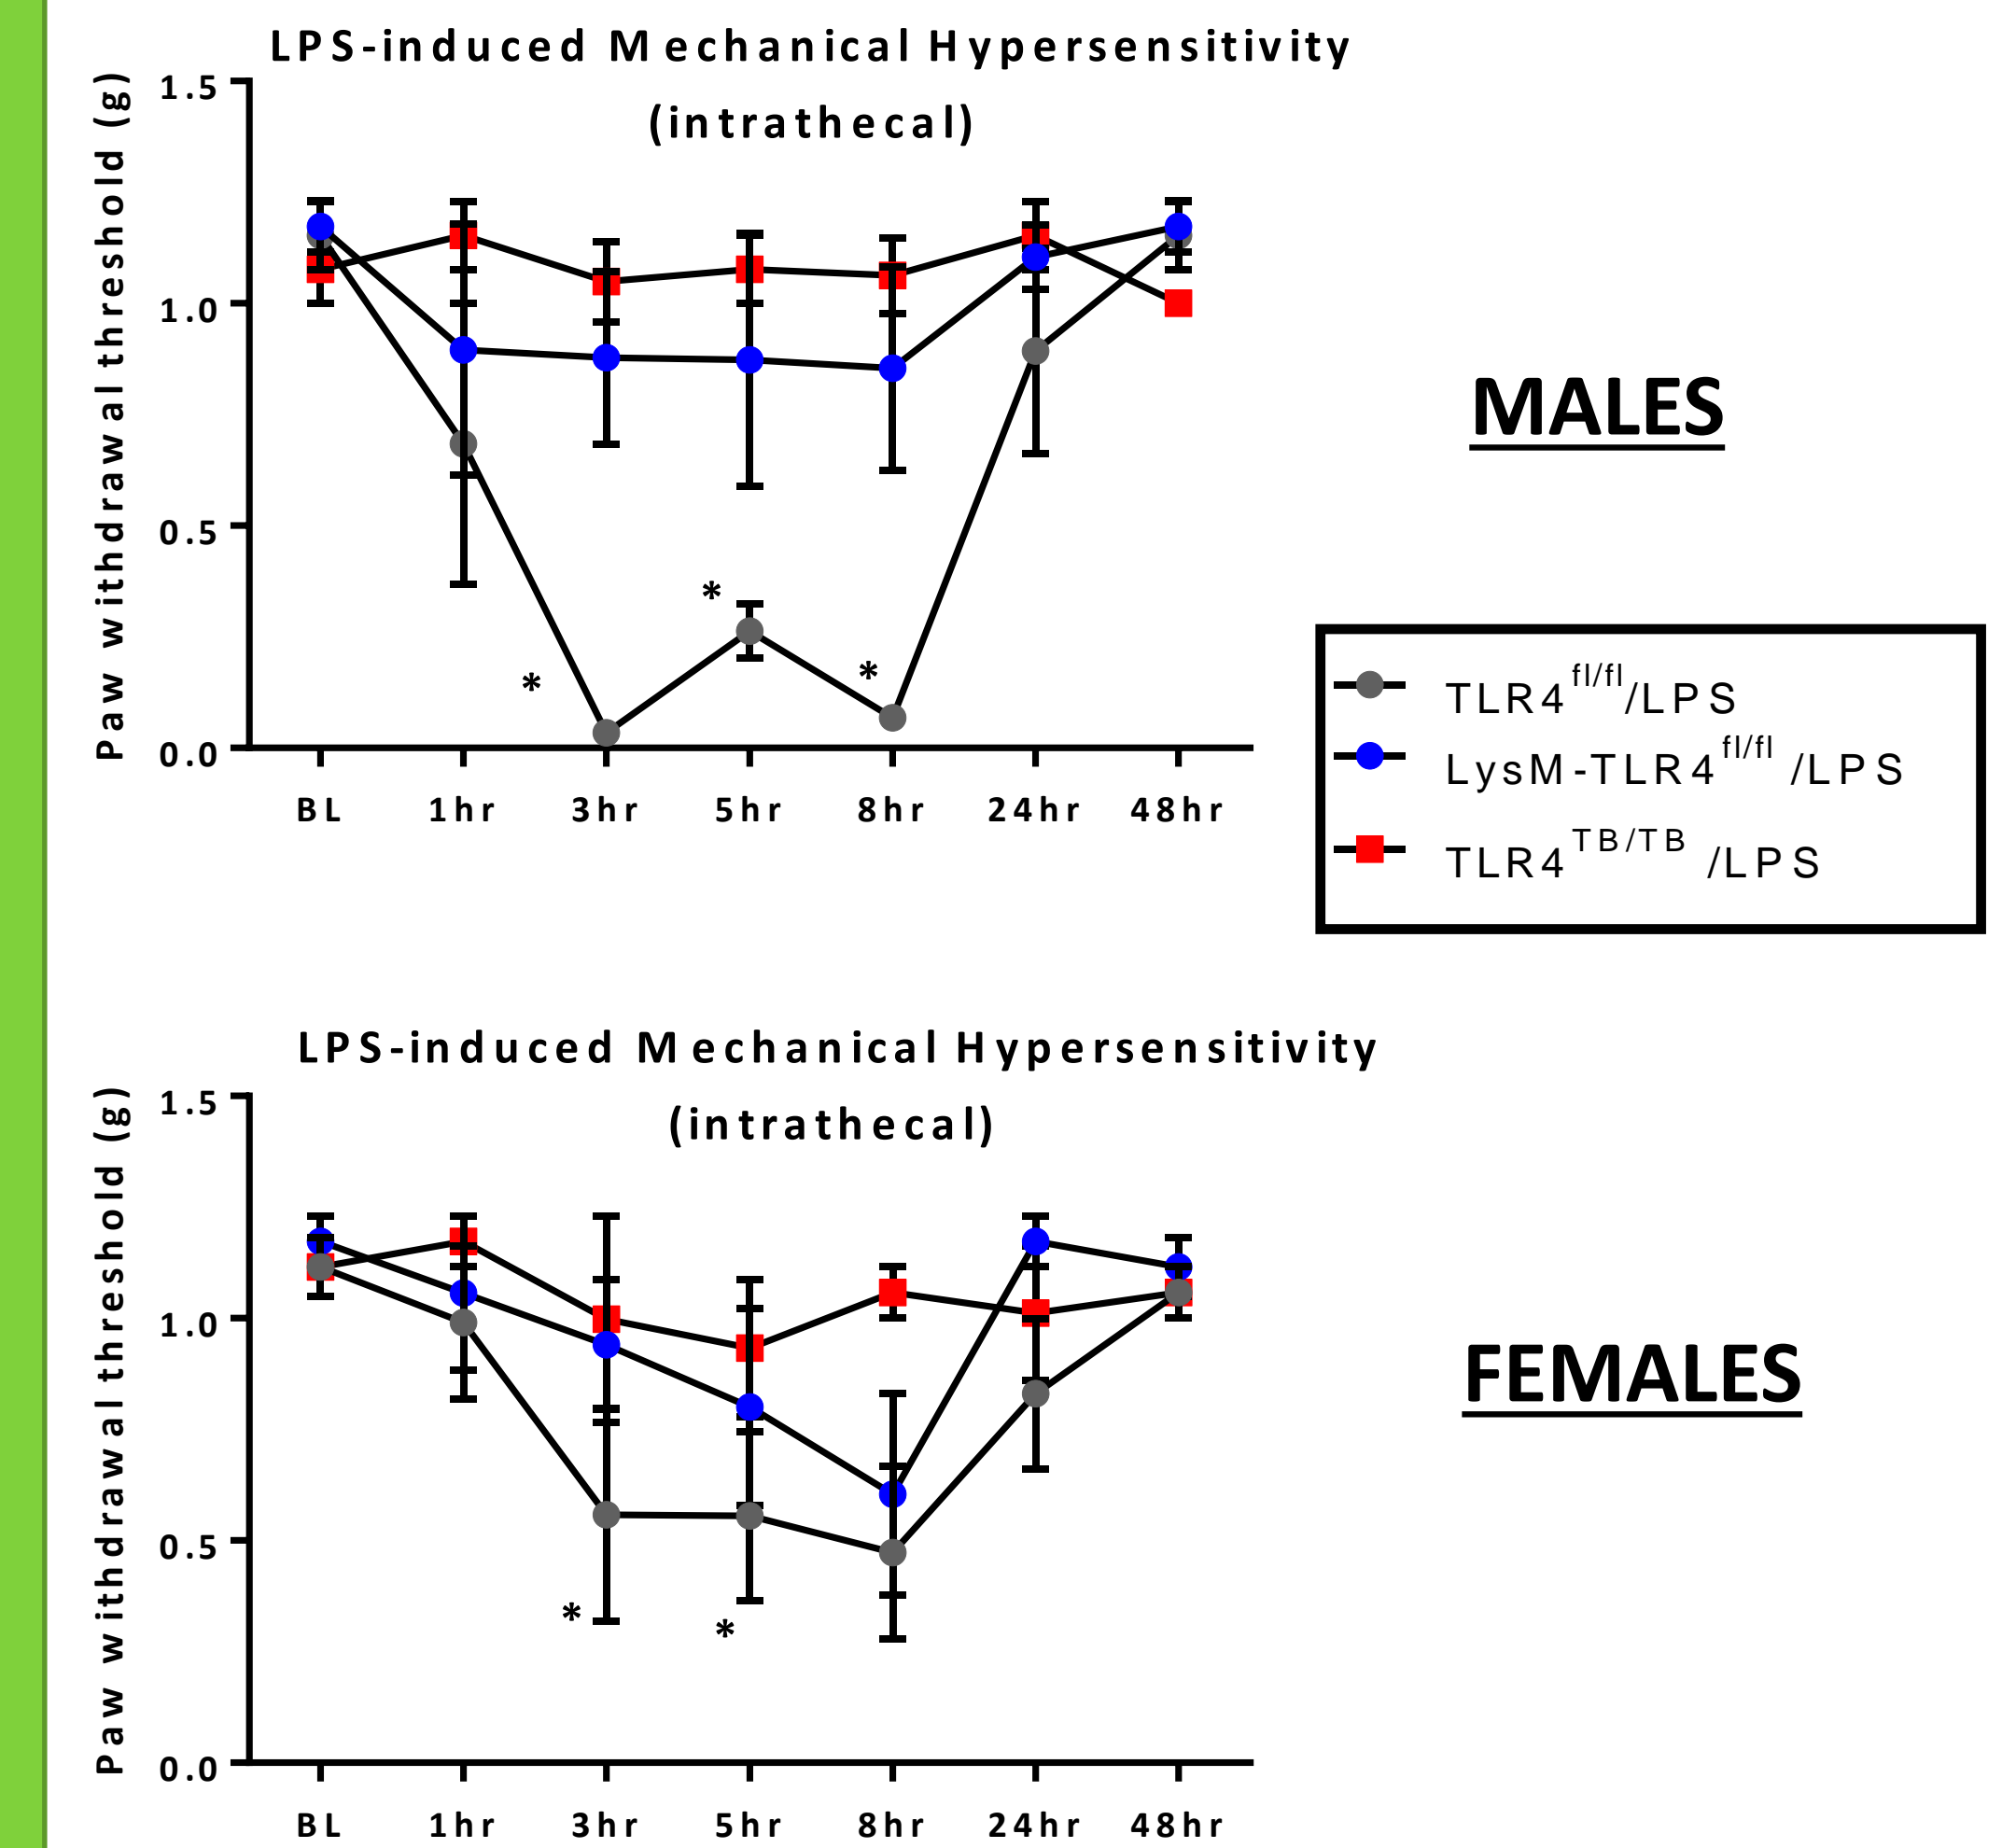 LPS-induced Mechanical Hypersensitivity
(intrathecal)
Paw withdrawal threshold (g)
1.5
1.0
0.5
0.0
*
*
*
BL 1hr 3hr 5hr 8hr 24hr 48hr
MALES
TLR4fl/fl/LPS
LysM-TLR4fl/fl /LPS
TLR4TB/TB /LPS
LPS-induced Mechanical Hypersensitivity
(intrathecal)
Paw withdrawal threshold (g)
1.5
1.0
0.5
0.0
*
*
BL 1hr 3hr 5hr 8hr 24hr 48hr
FEMALES